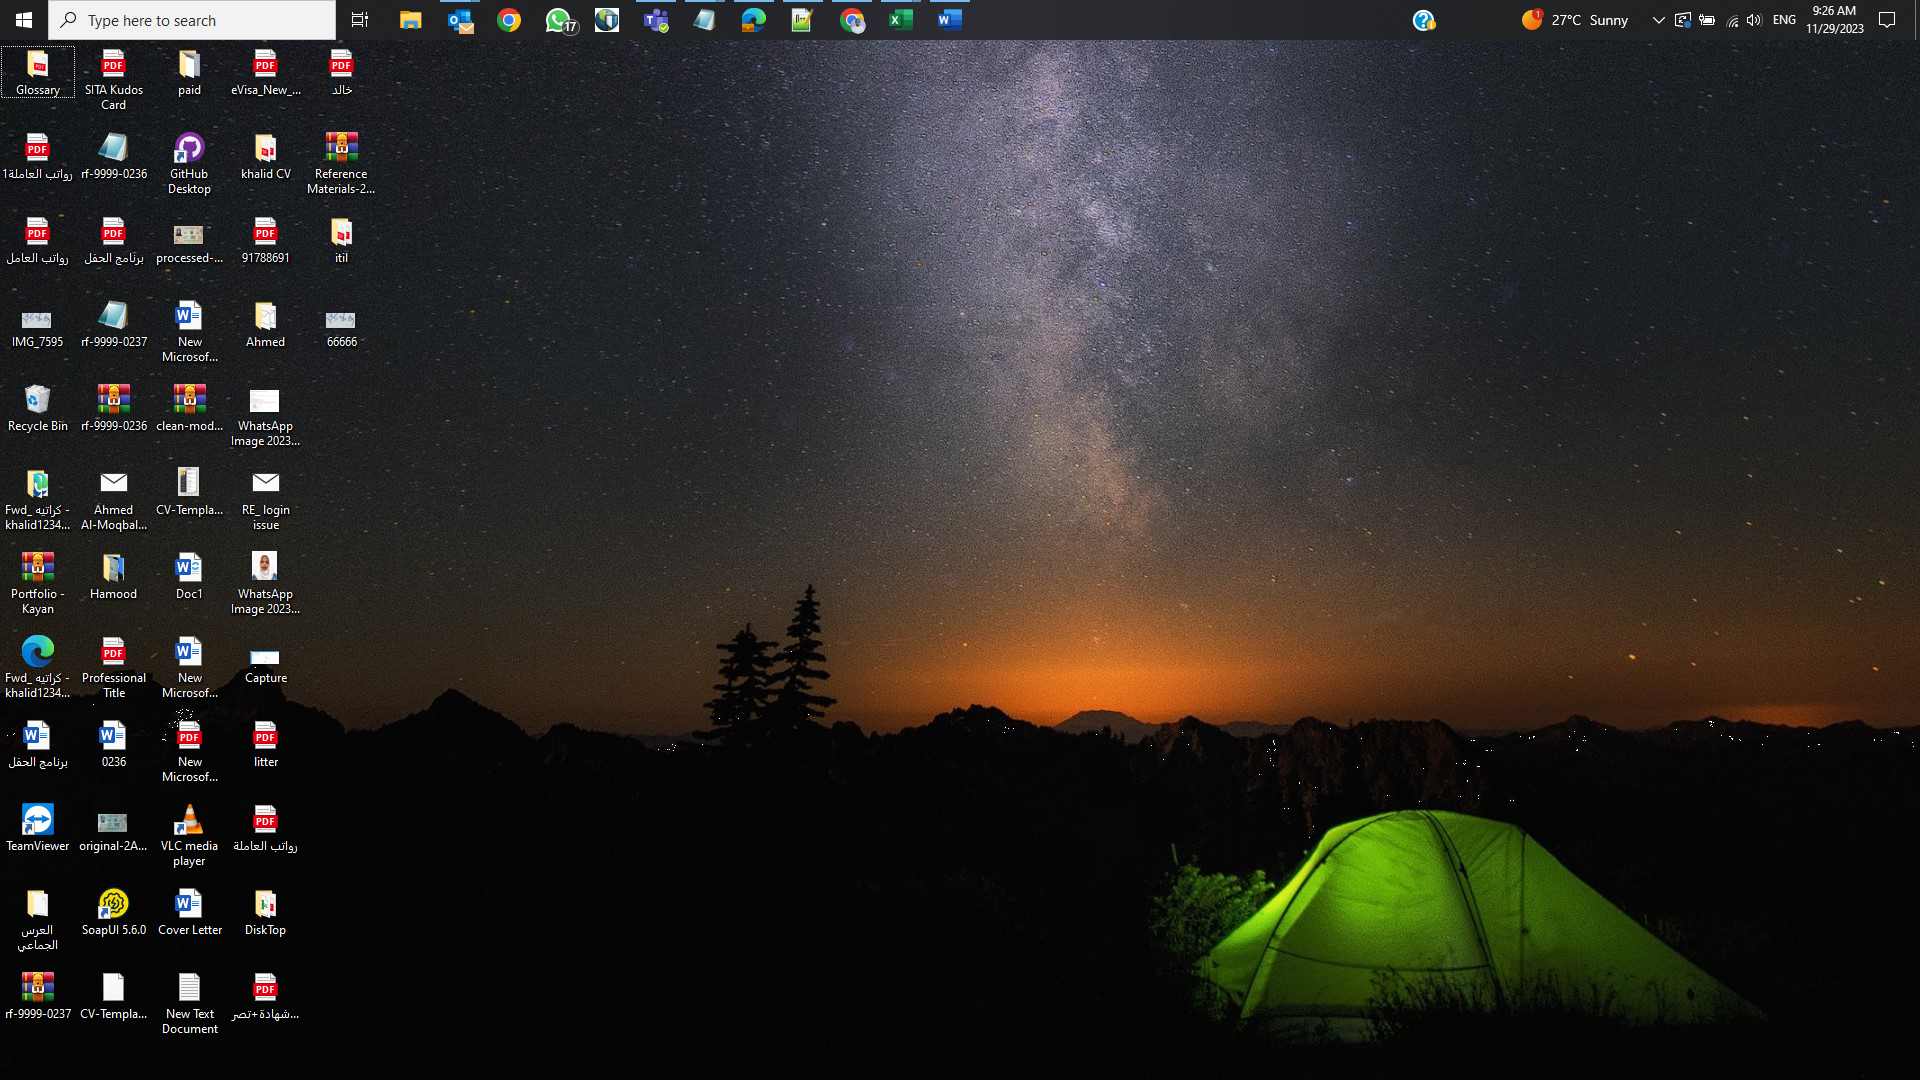 Type here to search
17
1
27°C Sunny
ENG
9:26 AM
11/29/2023
Glossary
SITA Kudos
Card
paid
eVisa_New_...
خالد
رواتب العاملة1
rf-9999-0236
GitHub
Desktop
khalid CV
Reference
Materials-2...
رواتب العامل
برنامج الحفل
processed-...
91788691
itil
IMG_7595
rf-9999-0237
New
Microsof...
Ahmed
66666
Recycle Bin
rf-9999-0236
clean-mod...
WhatsApp
Image 2023...
Fwd_ كراتيه -
khalid1234...
Ahmed
Al-Moqbal...
CV-Templa...
RE_ login
issue
Portfolio -
Kayan
Hamood
Doc1
WhatsApp
Image 2023...
Fwd_ كراتيه -
khalid1234...
Professional
Title
New
Microsof...
Capture
برنامج الحفل
0236
New
Microsof...
litter
TeamViewer
original-2A...
VLC media
player
رواتب العاملة
العرس
الجماعي
SoapUI 5.6.0
Cover Letter
DiskTop
rf-9999-0237
CV-Templa...
New Text
Document
شهادة+تصر...